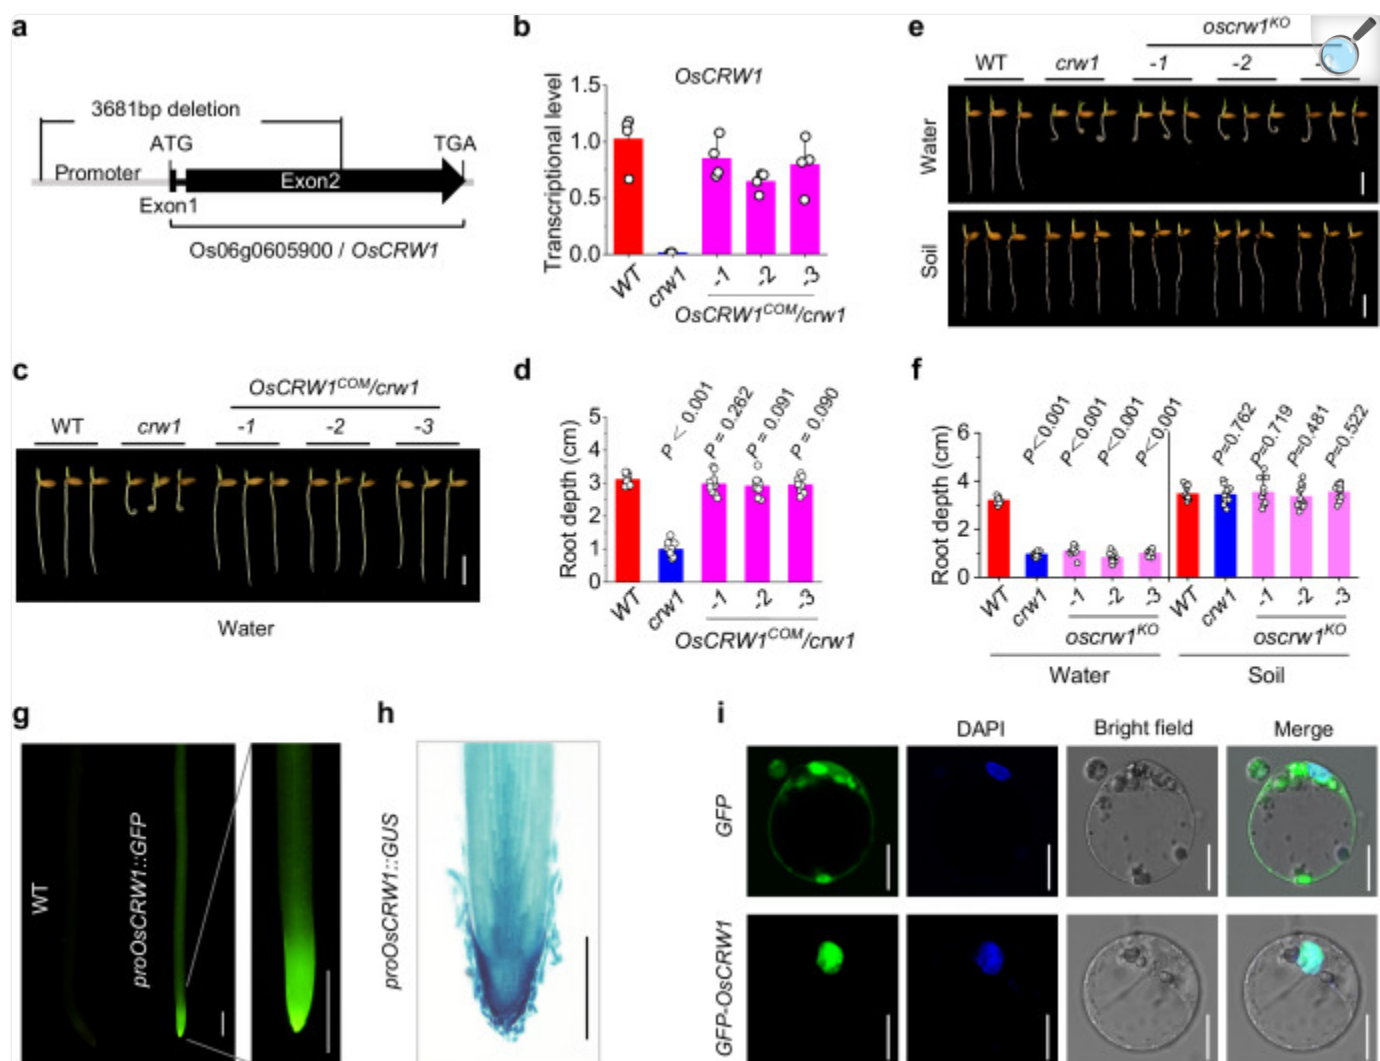 a
3681bp deletion
ATG
TGA
Promoter
Exon2
Exon1
Os06g0605900 / OsCRW1
b
OsCRW1
Transcriptional level
1.5
1.0
0.5
0.0
WT
crw1
-1
-2
-3
OsCRW1COM/crw1
c
OsCRW1COM/crw1
WT
crw1
-1
-2
-3
Water
d
P < 0.001
P = 0.262
P = 0.091
P = 0.090
Root depth (cm)
5
4
3
2
1
0
WT
crw1
-1
-2
-3
OsCRW1COM/crw1
e
oscrw1KO
WT
crw1
-1
-2
Water
Soil
f
P<0.001
P<0.001
P<0.001
P<0.001
P=0.762
P=0.719
P=0.481
P=0.522
Root depth (cm)
6
4
2
0
WT
crw1
-1
-2
-3
WT
crw1
-1
-2
-3
oscrw1KO
oscrw1KO
Water
Soil
g
WT
proOsCRW1::GFP
h
proOsCRW1::GUS
i
DAPI
Bright field
Merge
GFP
GFP-OsCRW1